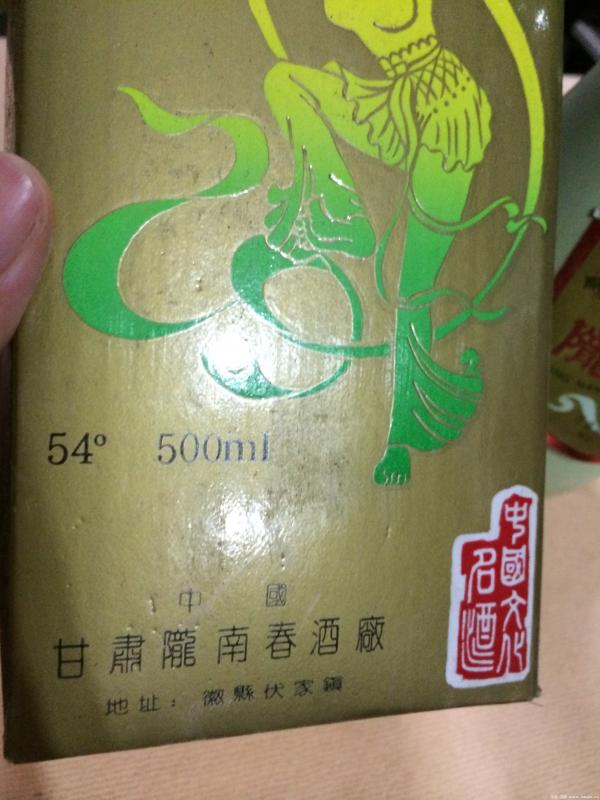 54° 500ml
中國
甘肅隴南春酒廠
地址：徽縣伏家鎮
中國文化
名酒
隴